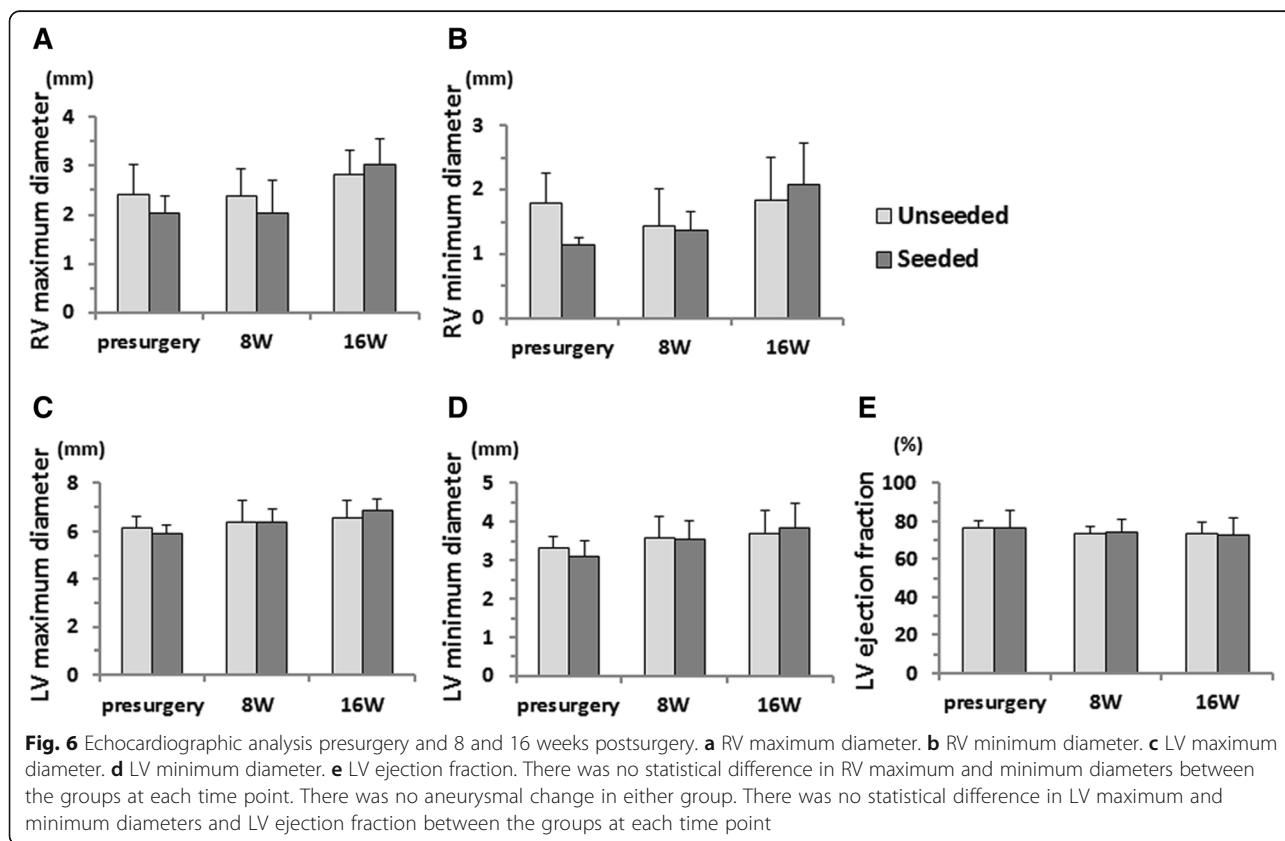 A
(mm)
RV maximum diameter
4
3
2
1
0
presurgery 8W 16W
B
(mm)
RV minimum diameter
3
2
1
0
presurgery 8W 16W
Unseeded
Seeded
C
(mm)
LV maximum diameter
8
6
4
2
0
presurgery 8W 16W
D
(mm)
LV minimum diameter
5
4
3
2
1
0
presurgery 8W 16W
E
(%)
LV ejection fraction
100
80
60
40
20
0
presurgery 8W 16W
Fig. 6 Echocardiographic analysis presurgery and 8 and 16 weeks postsurgery. a RV maximum diameter. b RV minimum diameter. c LV maximum
diameter. d LV minimum diameter. e LV ejection fraction. There was no statistical difference in RV maximum and minimum diameters between
the groups at each time point. There was no aneurysmal change in either group. There was no statistical difference in LV maximum and
minimum diameters and LV ejection fraction between the groups at each time point